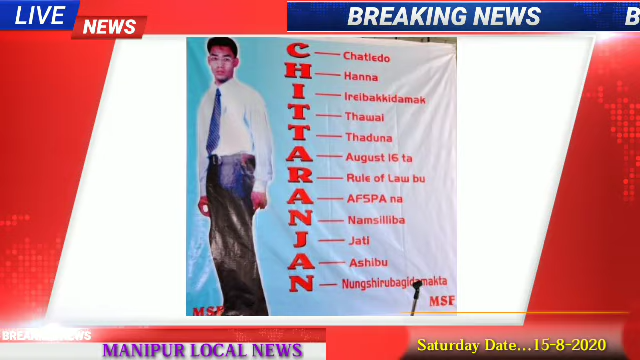 LIVE
NEWS
BREAKING NEWS
B
CHITTARANJAN
Chatledo
Hanna
Ireibakkidamak
Thawai
Thaduna
August 16 ta
Rule of Law bu
AFSPA na
Namsilliba
Jati
Ashibu
Nungshirubagidamakta
MSF
MSF
BREAKING NEWS
MANIPUR LOCAL NEWS
Saturday Date...15-8-2020